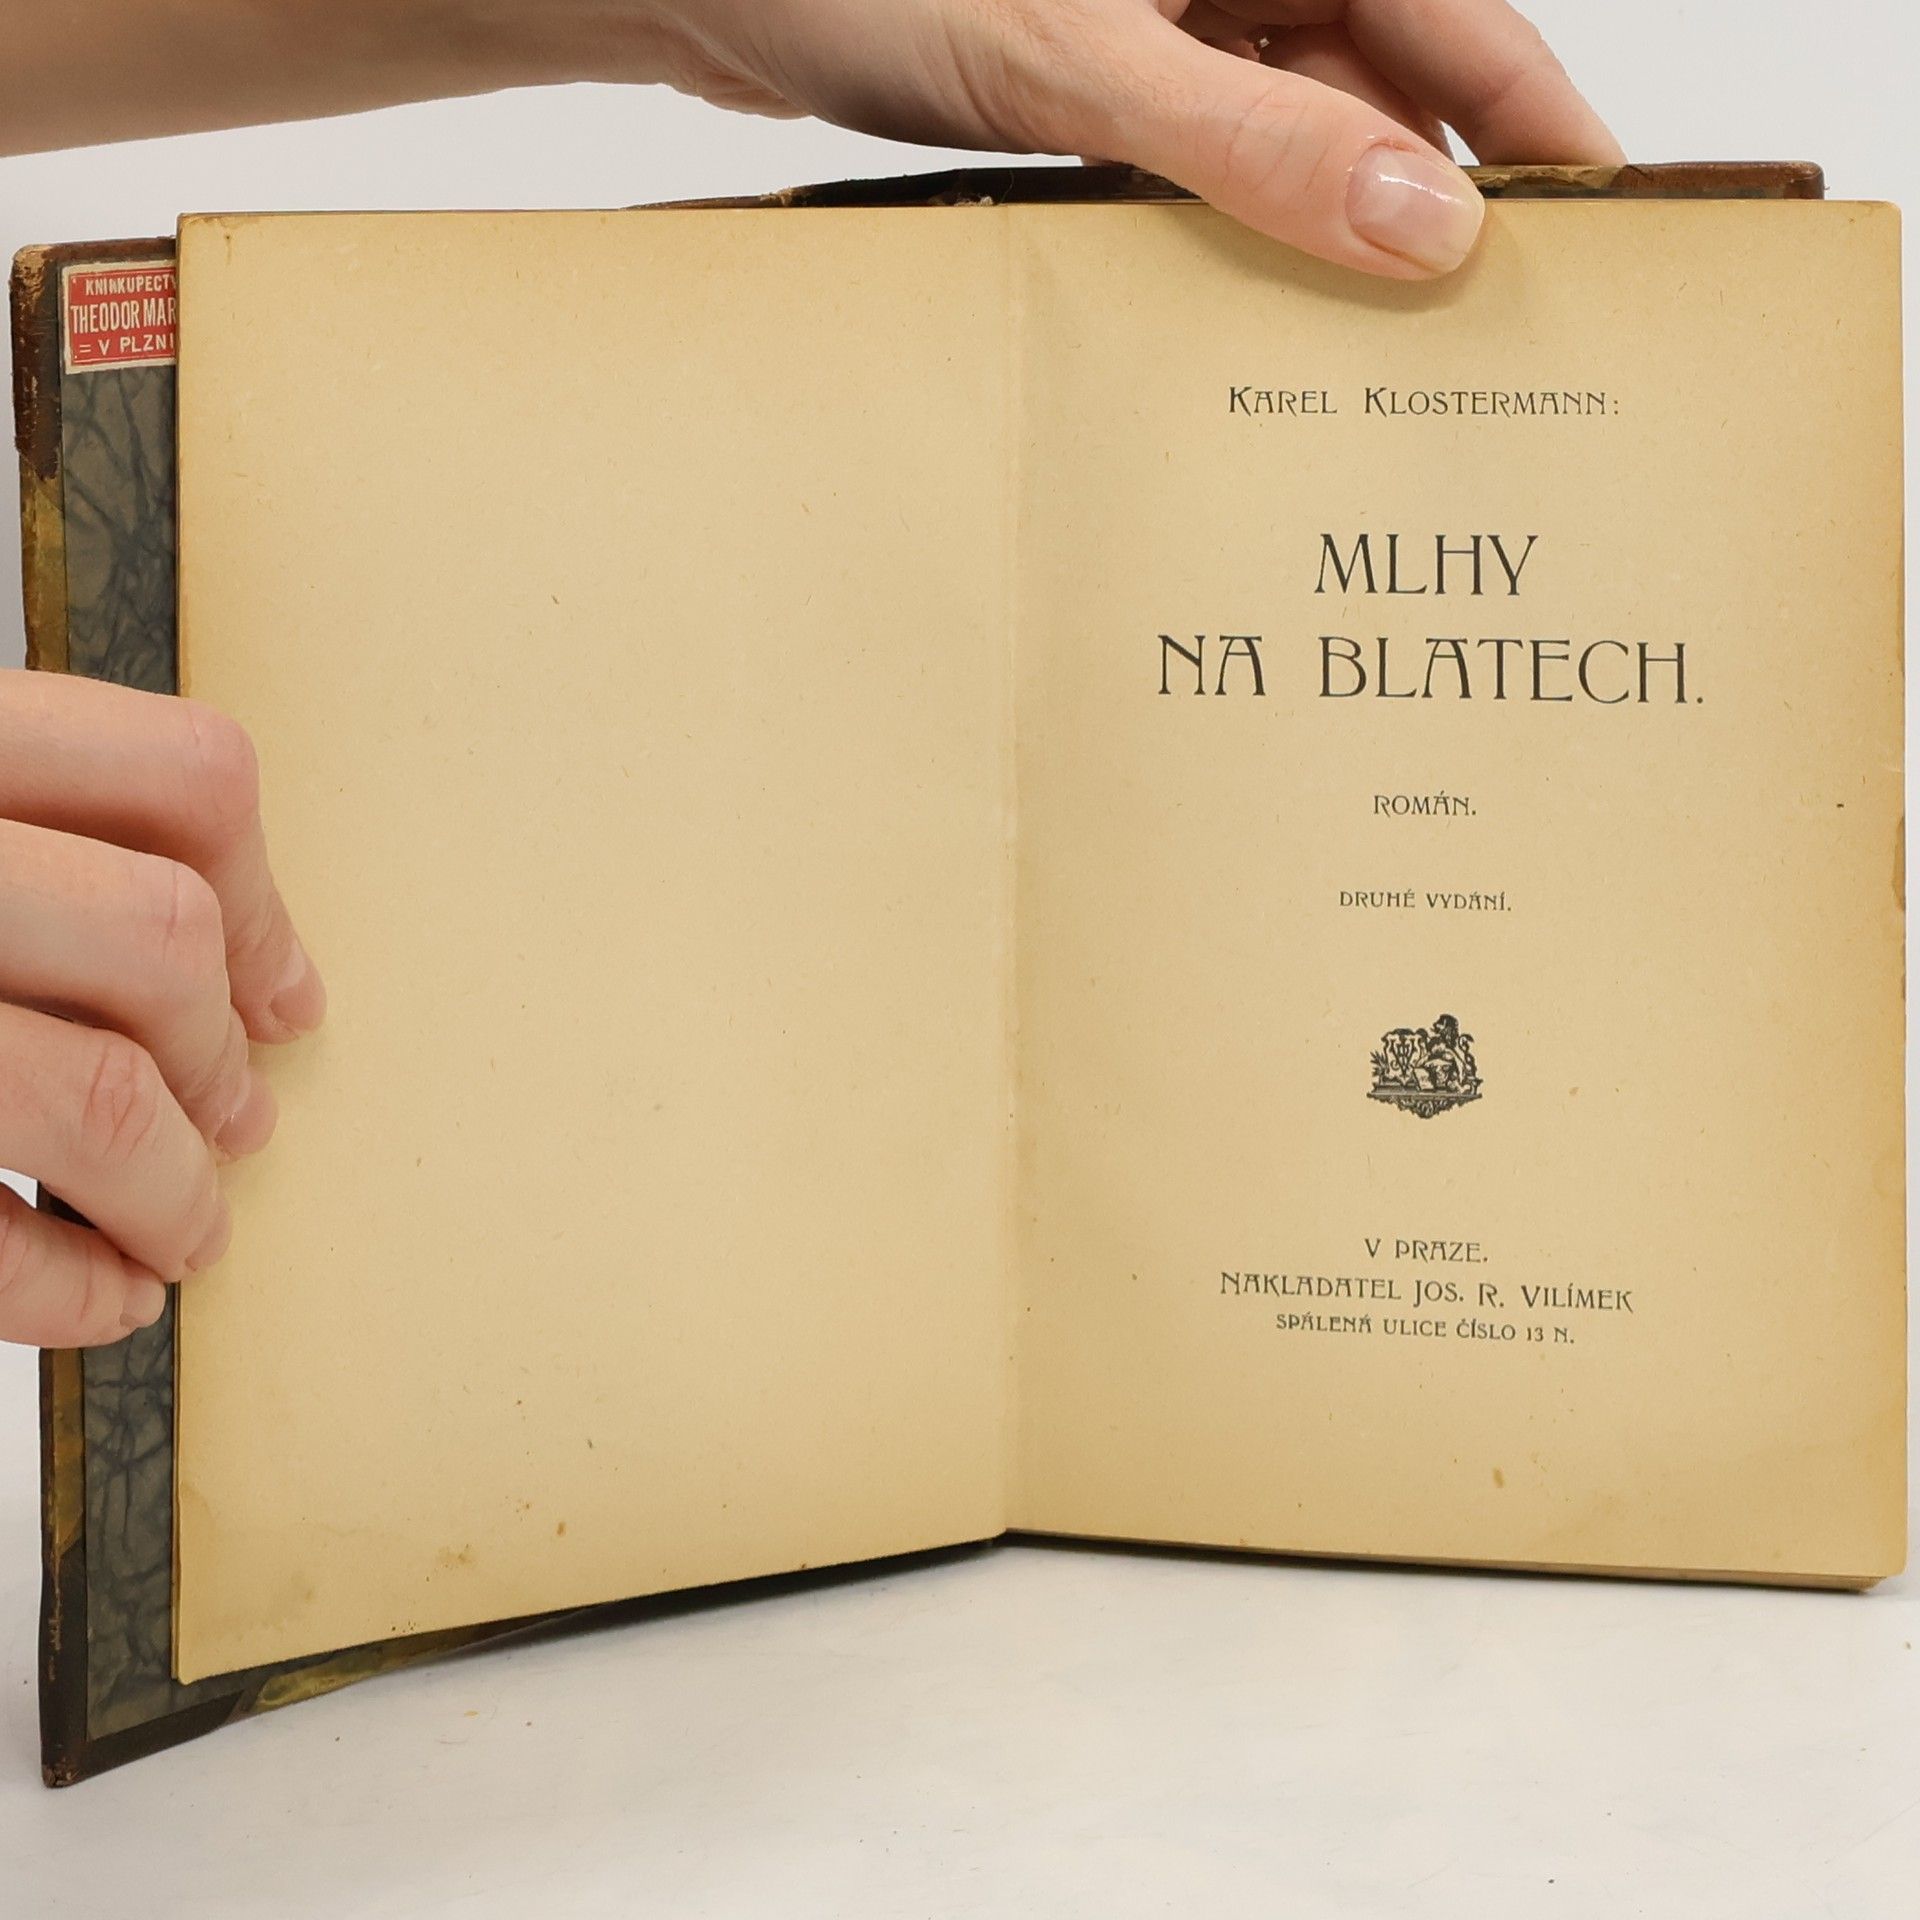 KNIHKUPECTV
THEODOR MAR
= V PLZNI
KAREL KLOSTERMANN:
MLHY
NA BLATECH.
ROMÁN.
DRUHÉ VYDÁNÍ.
V PRAZE.
NAKLADATEL JOS. R. VILÍMEK
SPÁLENÁ ULICE ČÍSLO 13 N.